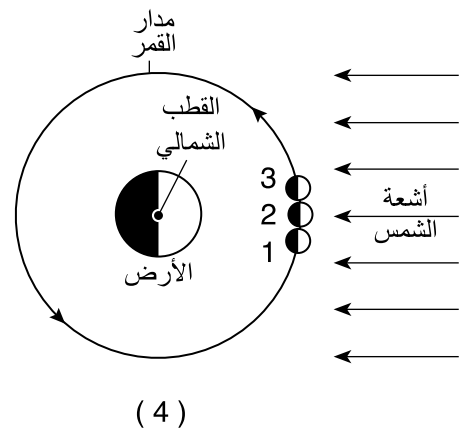 مدار
القمر
القطب
الشمالي
3
2
1
أشعة
الشمس
الأرض
( 4 )